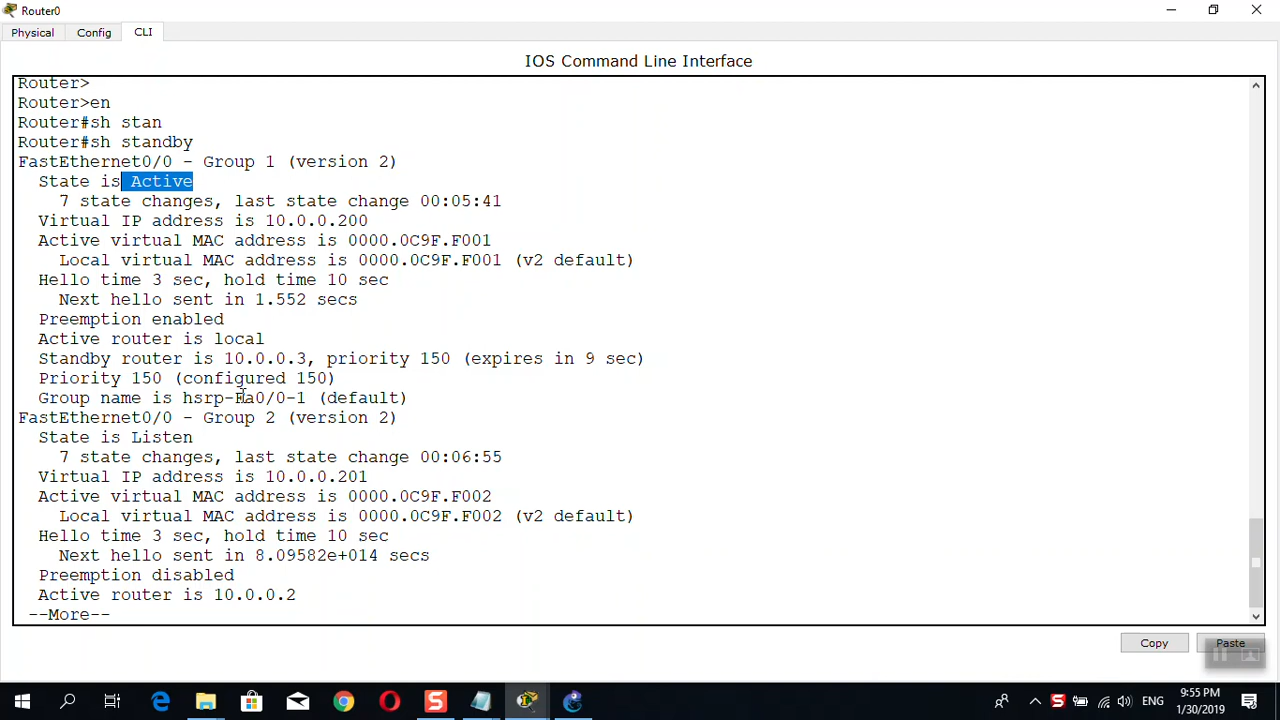 Router0
Physical Config CLI
IOS Command Line Interface
Router>
Router>en
Router#sh stan
Router#sh standby
FastEthernet0/0 - Group 1 (version 2)
State is Active
7 state changes, last state change 00:05:41
Virtual IP address is 10.0.0.200
Active virtual MAC address is 0000.0C9F.F001
Local virtual MAC address is 0000.0C9F.F001 (v2 default)
Hello time 3 sec, hold time 10 sec
Next hello sent in 1.552 secs
Preemption enabled
Active router is local
Standby router is 10.0.0.3, priority 150 (expires in 9 sec)
Priority 150 (configured 150)
Group name is hsrp-Fa0/0-1 (default)
FastEthernet0/0 - Group 2 (version 2)
State is Listen
7 state changes, last state change 00:06:55
Virtual IP address is 10.0.0.201
Active virtual MAC address is 0000.0C9F.F002
Local virtual MAC address is 0000.0C9F.F002 (v2 default)
Hello time 3 sec, hold time 10 sec
Next hello sent in 8.09582e+014 secs
Preemption disabled
Active router is 10.0.0.2
--More--
Copy Paste
ENG
9:55 PM
1/30/2019